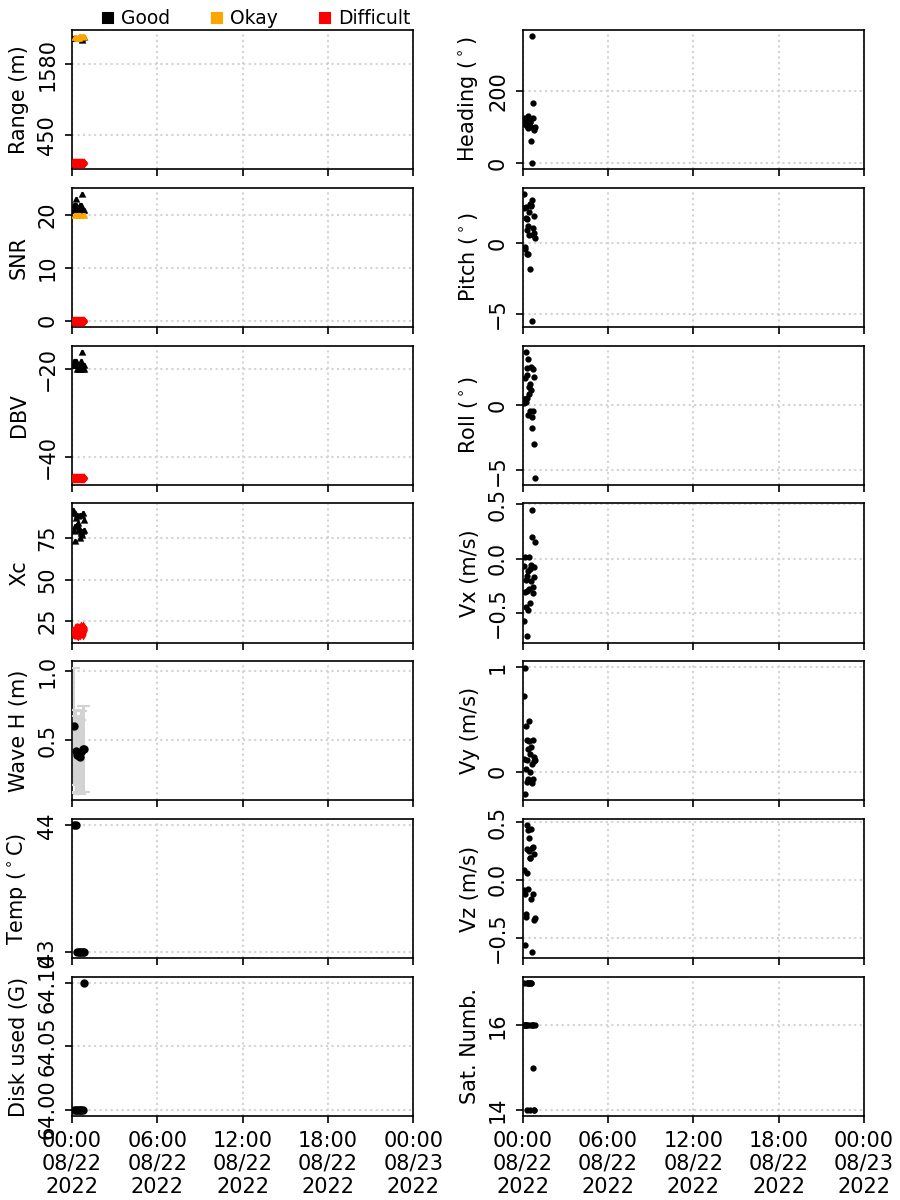 Good Okay Difficult
Range (m)
1580
450
Heading (°)
200
0
SNR
20
10
0
Pitch (°)
0
−5
DBV
−20
−40
Roll (°)
0
−5
Xc
75
50
25
Vx (m/s)
0.5
0.0
−0.5
Wave H (m)
1.0
0.5
Vy (m/s)
1
0
Temp (°C)
44
43
Vz (m/s)
0.5
0.0
−0.5
Disk used (G)
64.10
64.05
64.00
Sat. Numb.
16
14
00:00 06:00 12:00 18:00 00:00
08/22 08/22 08/22 08/22 08/23
2022 2022 2022 2022 2022
00:00 06:00 12:00 18:00 00:00
08/22 08/22 08/22 08/22 08/23
2022 2022 2022 2022 2022